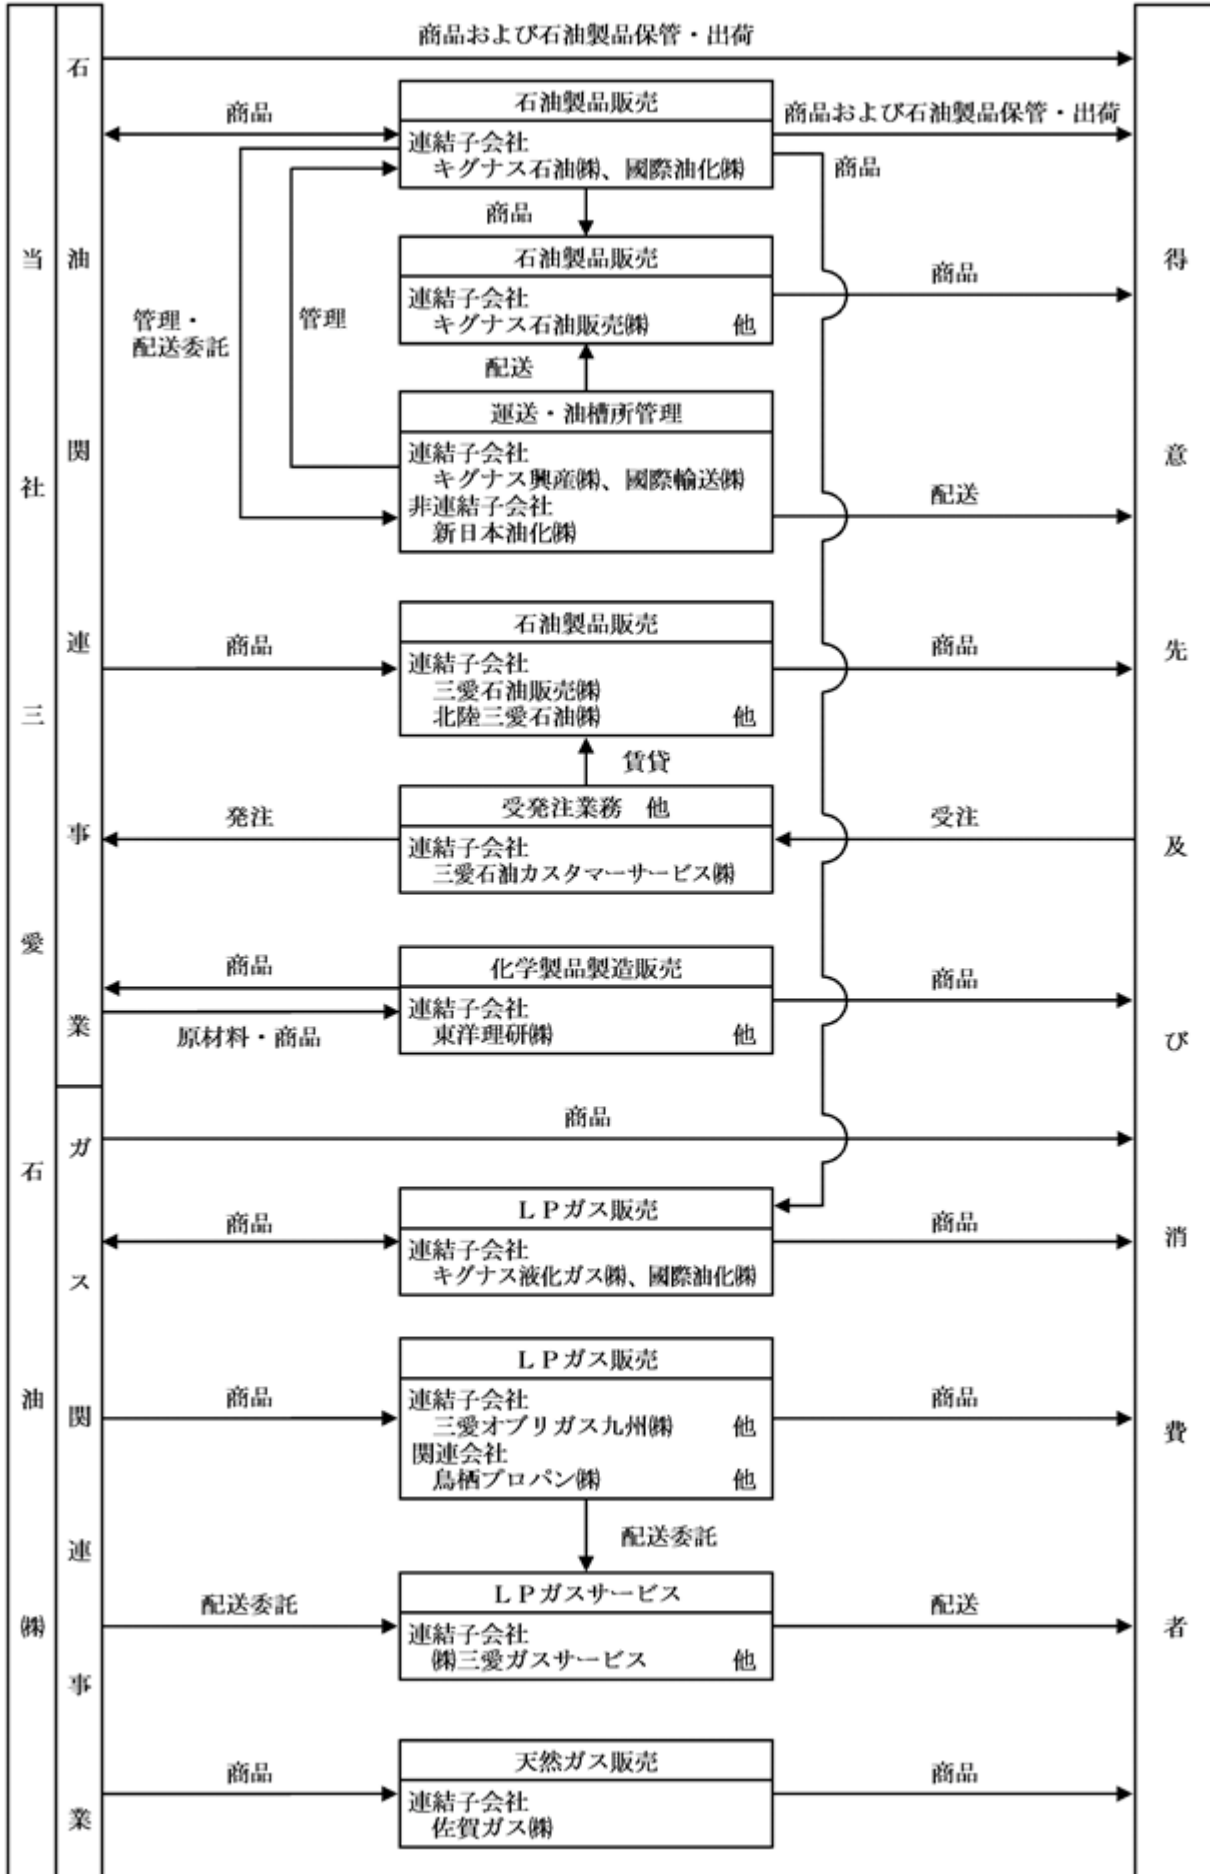 当社三愛石油㈱
石油関連事業
ガス関連事業
得意先及び消費者
商品および石油製品保管・出荷
商品
石油製品販売
連結子会社
キグナス石油㈱、國際油化㈱
商品および石油製品保管・出荷
商品
商品
石油製品販売
連結子会社
キグナス石油販売㈱　他
商品
管理・
配送委託
管理
配送
運送・油槽所管理
連結子会社
キグナス興産㈱、國際輸送㈱
非連結子会社
新日本油化㈱
配送
商品
石油製品販売
連結子会社
三愛石油販売㈱
北陸三愛石油㈱　他
商品
賃貸
発注
受発注業務　他
連結子会社
三愛石油カスタマーサービス㈱
受注
商品
原材料・商品
化学製品製造販売
連結子会社
東洋理研㈱　他
商品
商品
商品
ＬＰガス販売
連結子会社
キグナス液化ガス㈱、國際油化㈱
商品
商品
ＬＰガス販売
連結子会社
三愛オブリガス九州㈱　他
関連会社
鳥栖プロパン㈱　他
商品
配送委託
配送委託
ＬＰガスサービス
連結子会社
㈱三愛ガスサービス　他
配送
商品
天然ガス販売
連結子会社
佐賀ガス㈱
商品